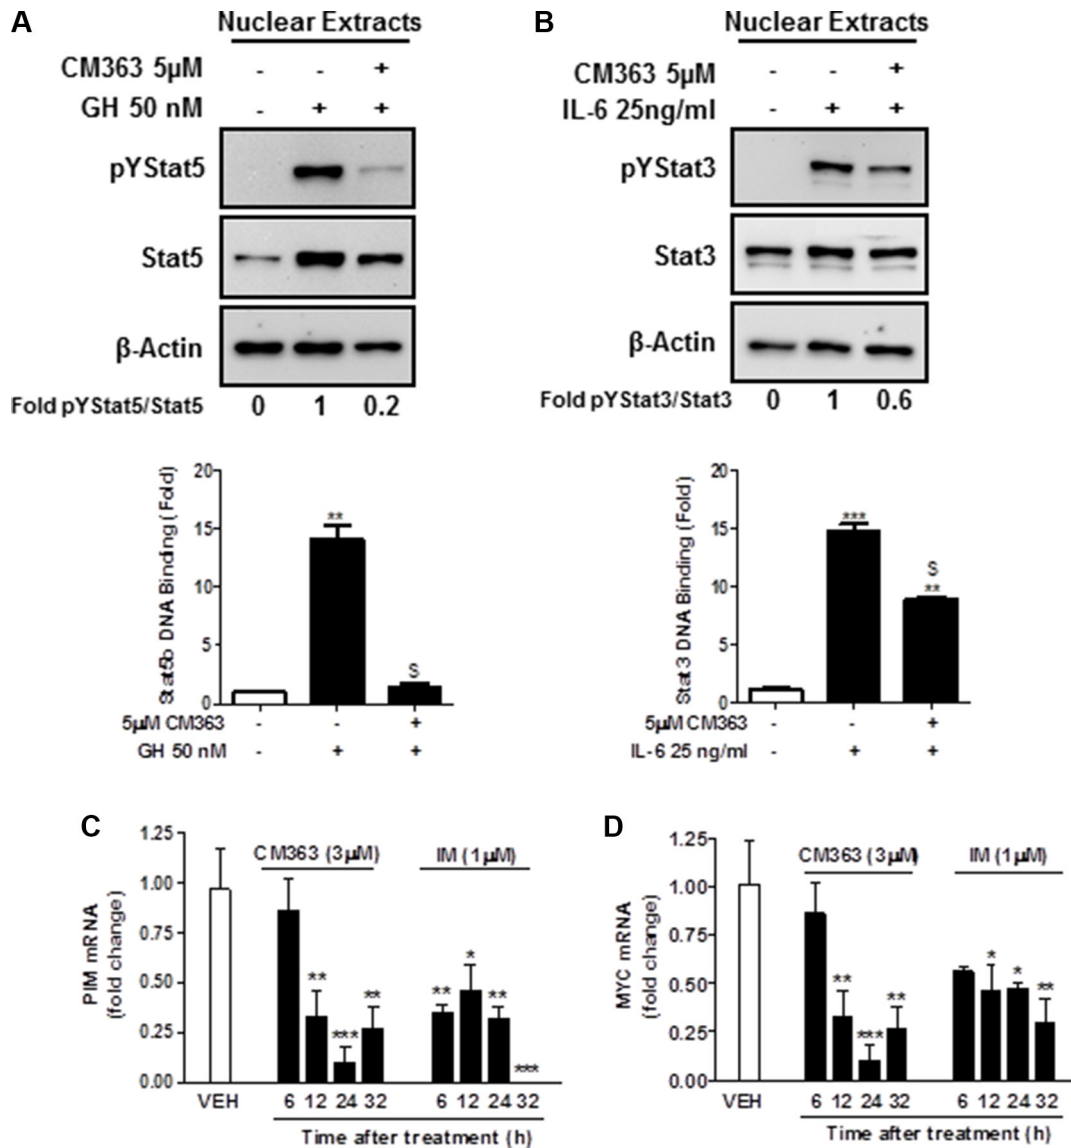 A
Nuclear Extracts
CM363 5µM - - +
GH 50 nM - + +
pYStat5
Stat5
β-Actin
Fold pYStat5/Stat5 0 1 0.2
20
15
10
5
0
Stat5b DNA Binding (Fold)
**
S
5µM CM363 - - +
GH 50 nM - + +
B
Nuclear Extracts
CM363 5µM - - +
IL-6 25ng/ml - + +
pYStat3
Stat3
β-Actin
Fold pYStat3/Stat3 0 1 0.6
20
15
10
5
0
Stat3 DNA Binding (Fold)
***
S
**
5µM CM363 - - +
IL-6 25 ng/ml - + +
C
1.25
1.00
0.75
0.50
0.25
0.00
PIM mRNA
(fold change)
CM363 (3µM)
IM (1µM)
** *** ** ** * ** ***
VEH 6 12 24 32 6 12 24 32
Time after treatment (h)
D
1.25
1.00
0.75
0.50
0.25
0.00
MYC mRNA
(fold change)
CM363 (3µM)
IM (1µM)
** *** ** * * **
VEH 6 12 24 32 6 12 24 32
Time after treatment (h)